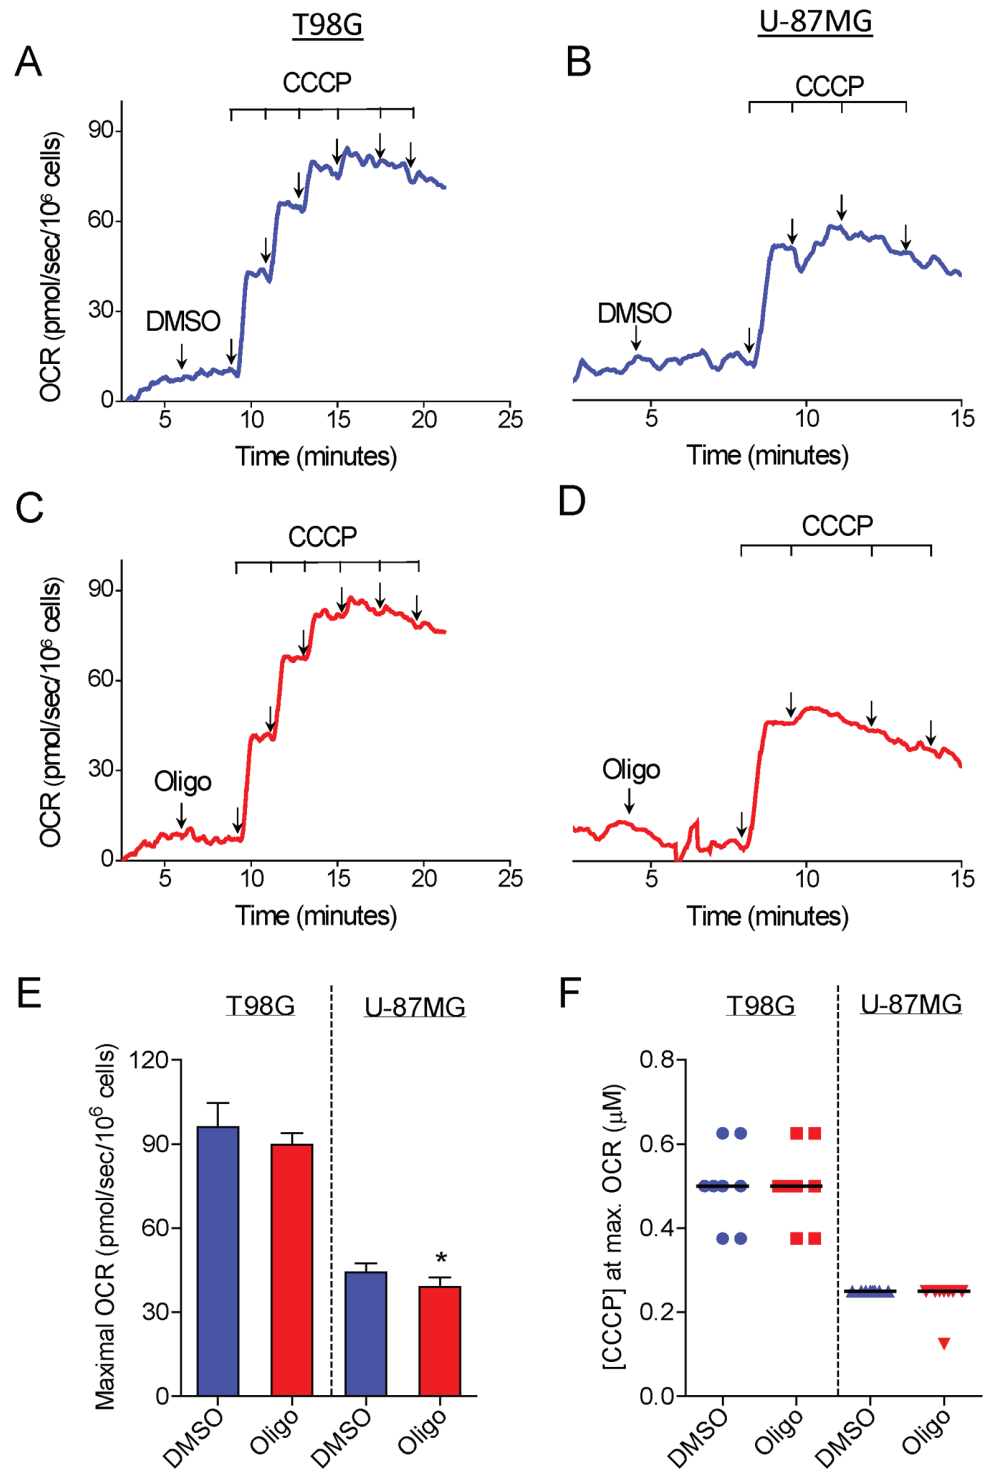 T98G
U-87MG
A
B
CCCP
CCCP
90
60
30
0
OCR (pmol/sec/10⁶ cells)
DMSO
DMSO
5 10 15 20 25
5 10 15
Time (minutes)
Time (minutes)
C
D
CCCP
CCCP
90
60
30
0
OCR (pmol/sec/10⁶ cells)
Oligo
Oligo
5 10 15 20 25
5 10 15
Time (minutes)
Time (minutes)
E
T98G
U-87MG
120
90
60
30
0
Maximal OCR (pmol/sec/10⁶ cells)
*
DMSO
Oligo
DMSO
Oligo
F
T98G
U-87MG
0.8
0.6
0.4
0.2
0.0
[CCCP] at max. OCR (μM)
DMSO
Oligo
DMSO
Oligo